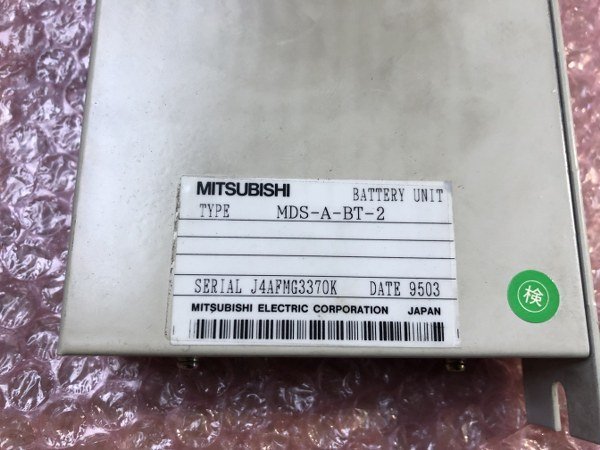 MITSUBISHI BATTERY UNIT
TYPE MDS-A-BT-2
SERIAL J4AFMG3370K DATE 9503
MITSUBISHI ELECTRIC CORPORATION JAPAN
検